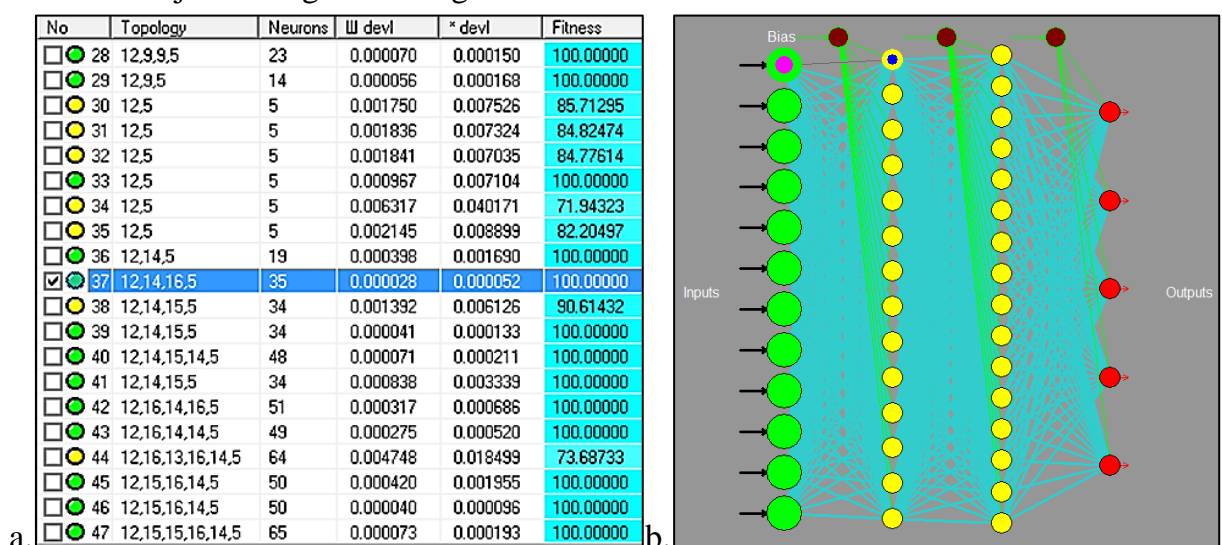 No Topology Neurons Ш devl * devl Fitness
28 12,9,9,5 23 0.000070 0.000150 100.00000
29 12,9,5 14 0.000056 0.000168 100.00000
30 12,5 5 0.001750 0.007526 85.71295
31 12,5 5 0.001836 0.007324 84.82474
32 12,5 5 0.001841 0.007035 84.77614
33 12,5 5 0.000967 0.007104 100.00000
34 12,5 5 0.006317 0.040171 71.94323
35 12,5 5 0.002145 0.008899 82.20497
36 12,14,5 19 0.000398 0.001690 100.00000
37 12,14,16,5 35 0.000028 0.000052 100.00000
38 12,14,15,5 34 0.001392 0.006126 90.61432
39 12,14,15,5 34 0.000041 0.000133 100.00000
40 12,14,15,14,5 48 0.000071 0.000211 100.00000
41 12,14,15,5 34 0.000838 0.003339 100.00000
42 12,16,14,16,5 51 0.000317 0.000686 100.00000
43 12,16,14,14,5 49 0.000275 0.000520 100.00000
44 12,16,13,16,14,5 64 0.004748 0.018499 73.68733
45 12,15,16,14,5 50 0.000420 0.001955 100.00000
46 12,15,16,14,5 50 0.000040 0.000096 100.00000
47 12,15,15,16,14,5 65 0.000073 0.000193 100.00000
a.
Bias
Inputs
Outputs
b.